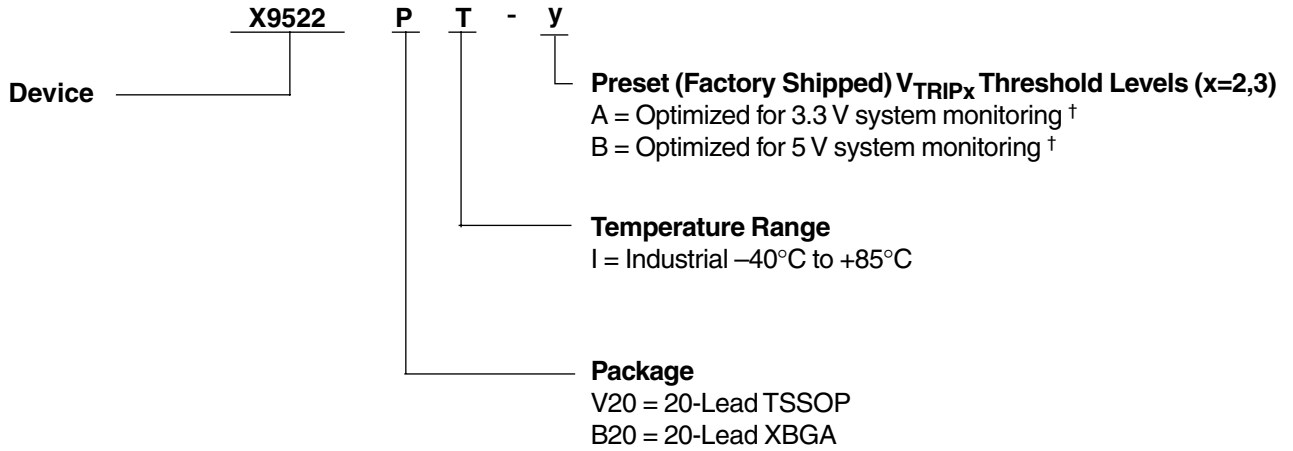 X9522 P T - y
Device
Preset (Factory Shipped) VTRIPx Threshold Levels (x=2,3)
A = Optimized for 3.3 V system monitoring †
B = Optimized for 5 V system monitoring †
Temperature Range
I = Industrial –40°C to +85°C
Package
V20 = 20-Lead TSSOP
B20 = 20-Lead XBGA